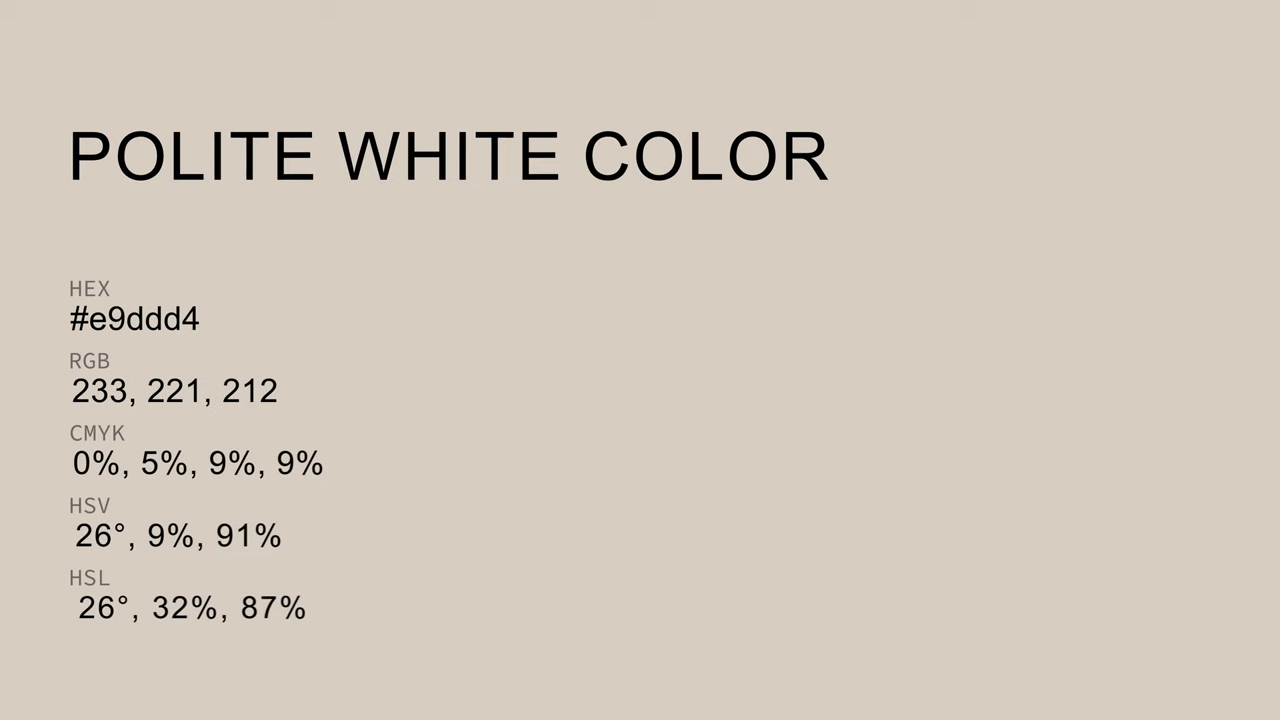 POLITE WHITE COLOR
HEX
#e9ddd4
RGB
233, 221, 212
CMYK
0%, 5%, 9%, 9%
HSV
26°, 9%, 91%
HSL
26°, 32%, 87%